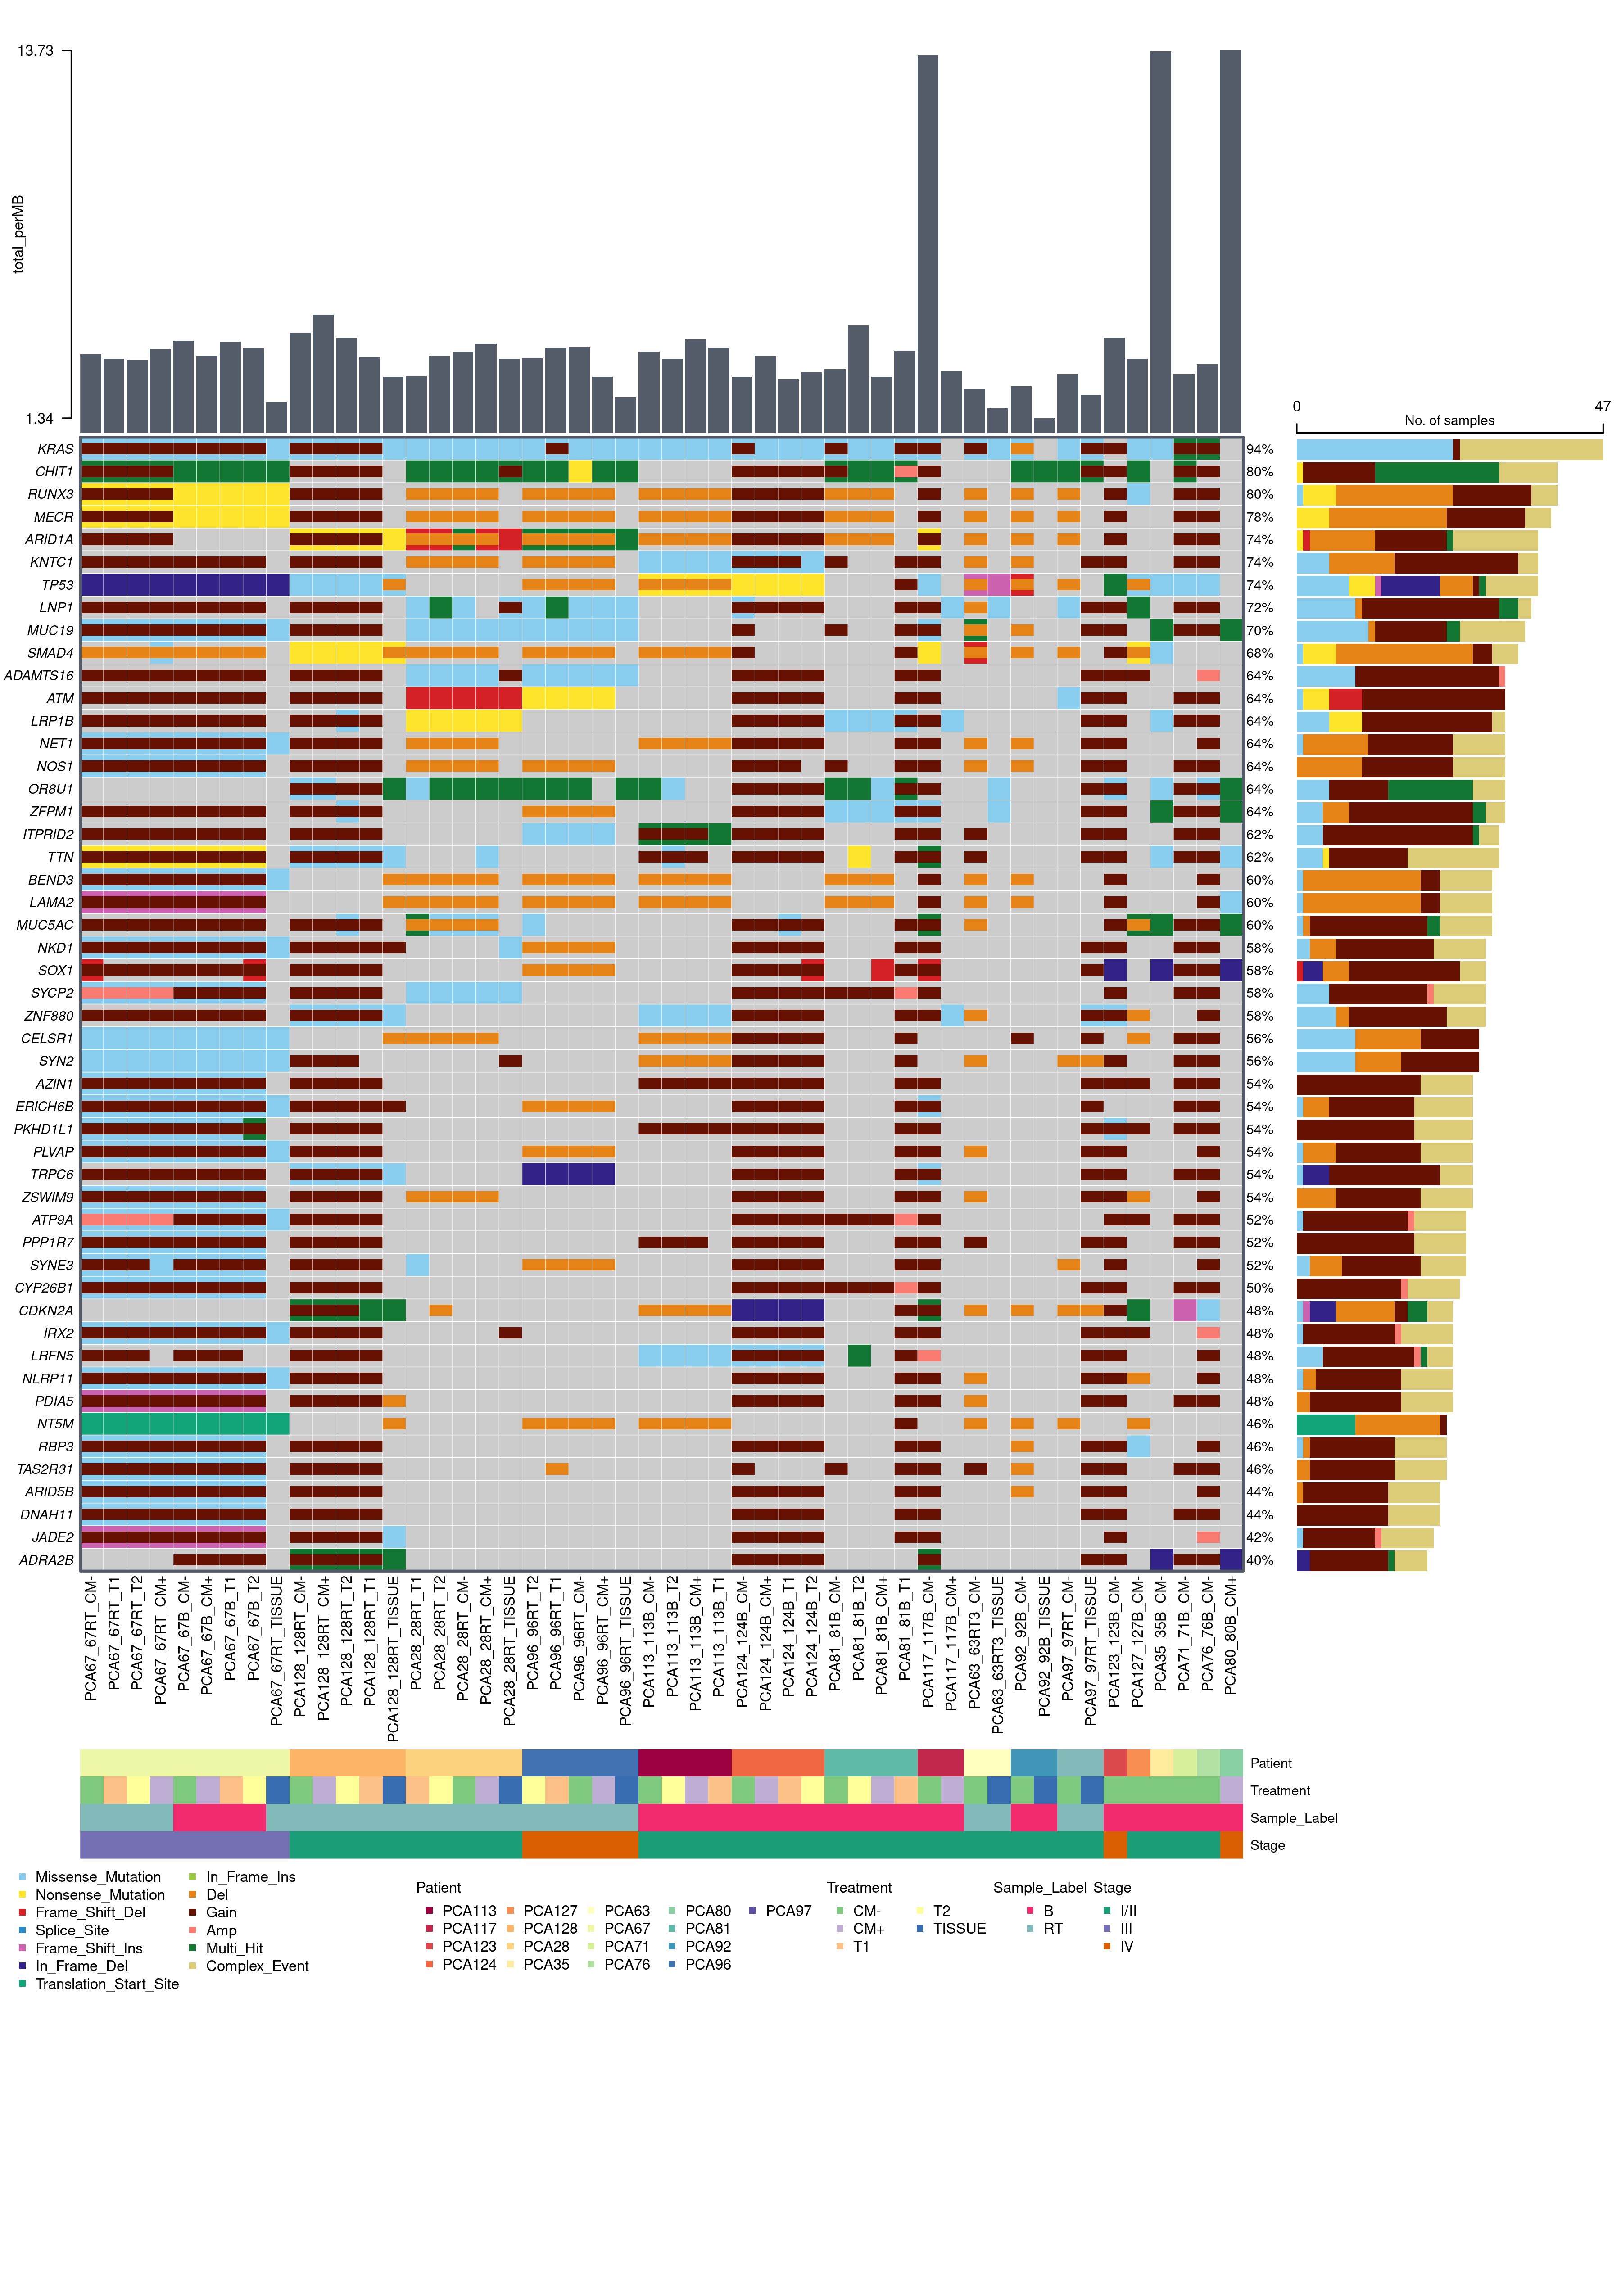 13.73
total_perMB
1.34
0 47
No. of samples
KRAS 94%
CHIT1 80%
RUNX3 80%
MECR 78%
ARID1A 74%
KNTC1 74%
TP53 74%
LNP1 72%
MUC19 70%
SMAD4 68%
ADAMTS16 64%
ATM 64%
LRP1B 64%
NET1 64%
NOS1 64%
OR8U1 64%
ZFPM1 64%
ITPRID2 62%
TTN 62%
BEND3 60%
LAMA2 60%
MUC5AC 60%
NKD1 58%
SOX1 58%
SYCP2 58%
ZNF880 58%
CELSR1 56%
SYN2 56%
AZIN1 54%
ERICH6B 54%
PKHD1L1 54%
PLVAP 54%
TRPC6 54%
ZSWIM9 54%
ATP9A 52%
PPP1R7 52%
SYNE3 52%
CYP26B1 50%
CDKN2A 48%
IRX2 48%
LRFN5 48%
NLRP11 48%
PDIA5 48%
NT5M 46%
RBP3 46%
TAS2R31 46%
ARID5B 44%
DNAH11 44%
JADE2 42%
ADRA2B 40%
PCA67_67RT_CM-
PCA67_67RT_T1
PCA67_67RT_T2
PCA67_67RT_CM+
PCA67_67B_CM-
PCA67_67B_CM+
PCA67_67B_T1
PCA67_67B_T2
PCA67_67RT_TISSUE
PCA128_128RT_CM-
PCA128_128RT_CM+
PCA128_128RT_T2
PCA128_128RT_T1
PCA128_128RT_TISSUE
PCA28_28RT_T1
PCA28_28RT_T2
PCA28_28RT_CM-
PCA28_28RT_CM+
PCA28_28RT_TISSUE
PCA96_96RT_T2
PCA96_96RT_T1
PCA96_96RT_CM-
PCA96_96RT_CM+
PCA96_96RT_TISSUE
PCA113_113B_CM-
PCA113_113B_T2
PCA113_113B_CM+
PCA113_113B_T1
PCA124_124B_CM-
PCA124_124B_CM+
PCA124_124B_T1
PCA124_124B_T2
PCA81_81B_CM-
PCA81_81B_T2
PCA81_81B_CM+
PCA81_81B_T1
PCA117_117B_CM-
PCA117_117B_CM+
PCA63_63RT3_CM-
PCA63_63RT3_TISSUE
PCA92_92B_CM-
PCA92_92B_TISSUE
PCA97_97RT_CM-
PCA97_97RT_TISSUE
PCA123_123B_CM-
PCA127_127B_CM-
PCA35_35B_CM-
PCA71_71B_CM-
PCA76_76B_CM-
PCA80_80B_CM+
Patient
Treatment
Sample_Label
Stage
Missense_Mutation In_Frame_Ins
Nonsense_Mutation Del
Frame_Shift_Del Gain
Splice_Site Amp
Frame_Shift_Ins Multi_Hit
In_Frame_Del Complex_Event
Translation_Start_Site
Patient Treatment Sample_Label Stage
PCA113 PCA127 PCA63 PCA80 PCA97 CM- T2 B I/II
PCA117 PCA128 PCA67 PCA81 CM+ TISSUE RT III
PCA123 PCA28 PCA71 PCA92 T1 IV
PCA124 PCA35 PCA76 PCA96